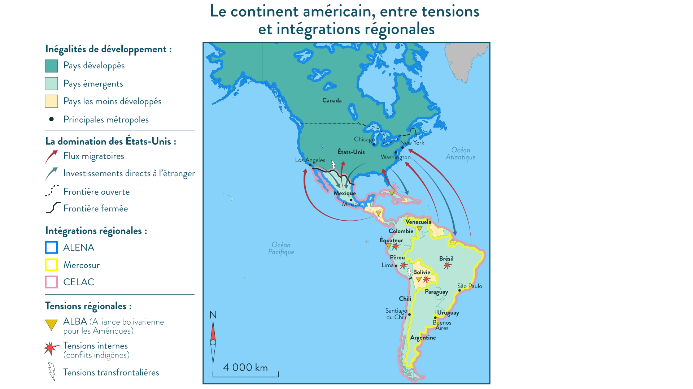 Le continent américain, entre tensions
et intégrations régionales
Inégalités de développement :
Pays développés
Pays émergents
Pays les moins développés
Principales métropoles
La domination des États-Unis :
Flux migratoires
Investissements directs à l'étranger
Frontière ouverte
Frontière fermée
Intégrations régionales :
ALENA
Mercosur
CELAC
Tensions régionales :
ALBA (Alliance bolivarienne
pour les Amériques)
Tensions internes
(conflits indigènes)
Tensions transfrontalières
Canada
Chicago
New York
États-Unis
Washington
Los Angeles
Océan
Atlantique
Mexique
Océan
Pacifique
Venezuela
Colombie
Équateur
Pérou
Lima
Brésil
Bolivie
São Paulo
Paraguay
Chili
Santiago
du Chili
Uruguay
Buenos
Aires
Argentine
N
4 000 km